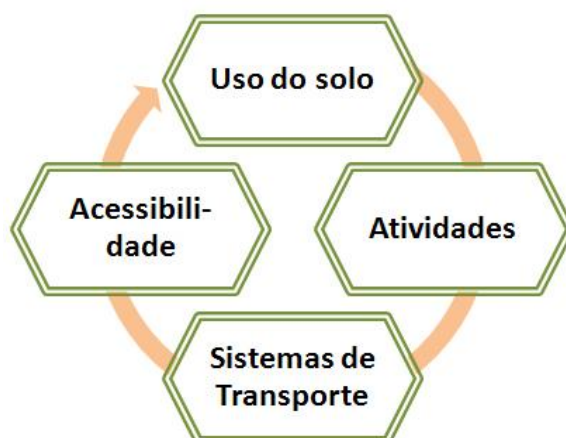 Uso do solo
Atividades
Sistemas de
Transporte
Acessibili-
dade